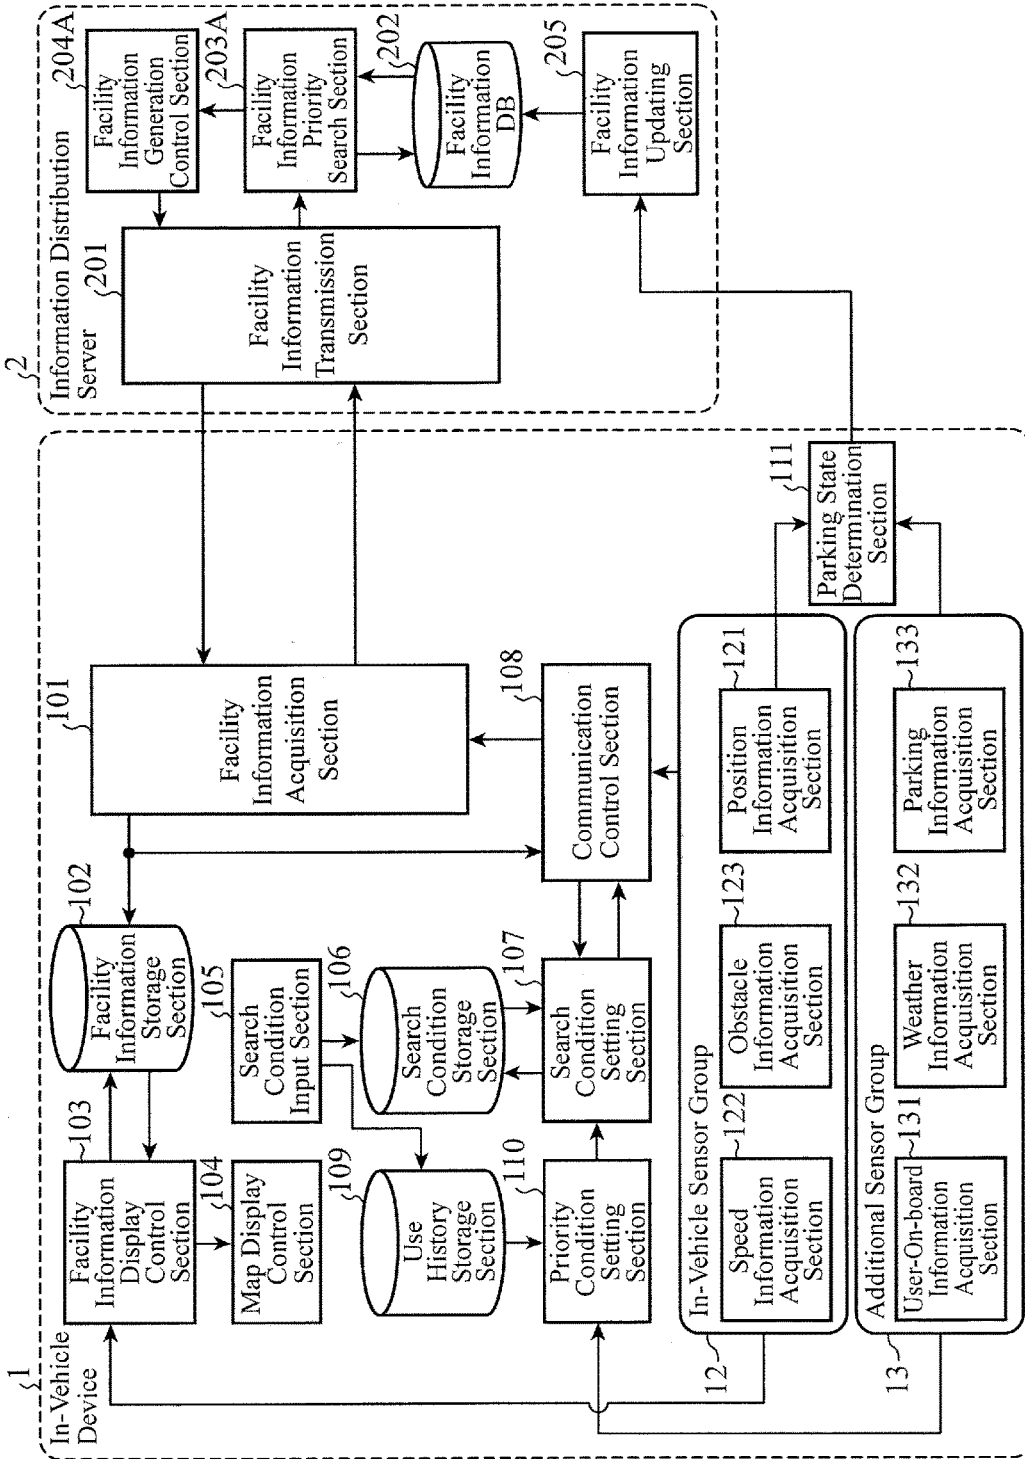 1
In-Vehicle
Device
103
Facility
Information
Display
Control
Section
104
Map Display
Control
Section
102
Facility
Information
Storage
Section
105
Search
Condition
Input Section
109
Use
History
Storage
Section
106
Search
Condition
Storage
Section
110
Priority
Condition
Setting
Section
107
Search
Condition
Setting
Section
101
Facility
Information
Acquisition
Section
108
Communication
Control Section
12
In-Vehicle Sensor Group
122
Speed
Information
Acquisition
Section
123
Obstacle
Information
Acquisition
Section
121
Position
Information
Acquisition
Section
13
Additional Sensor Group
131
User-On-board
Information
Acquisition
Section
132
Weather
Information
Acquisition
Section
133
Parking
Information
Acquisition
Section
111
Parking State
Determination
Section
2
Information Distribution
Server
201
Facility
Information
Transmission
Section
204A
Facility
Information
Generation
Control Section
203A
Facility
Information
Priority
Search Section
202
Facility
Information
DB
205
Facility
Information
Updating
Section